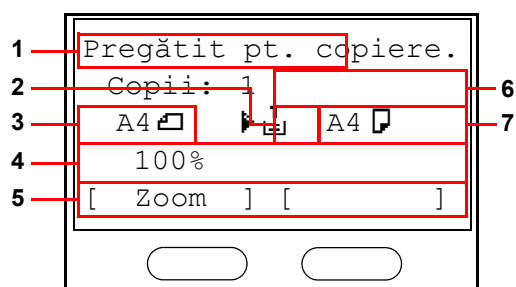 1 Pregătit pt. copiere.
2 Copii: 1 6
3 A4 A4 7
4 100%
5 [ Zoom ] [ ]